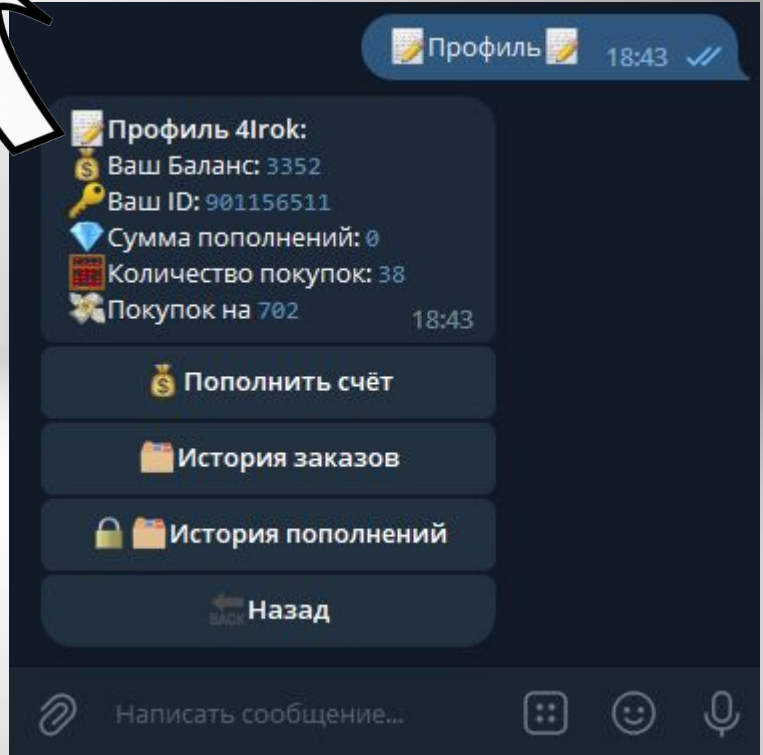 📝Профиль📝 18:43
📝Профиль 4Irok:
💰Ваш Баланс: 3352
🔑Ваш ID: 901156511
💎Сумма пополнений: 0
🧮Количество покупок: 38
💸Покупок на 702
18:43
💰 Пополнить счёт
🗂История заказов
🔒 🗂История пополнений
🔙Назад
Написать сообщение...